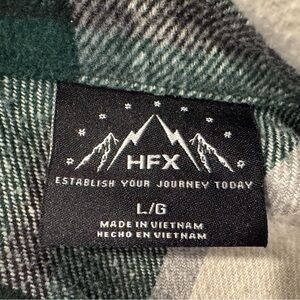 HFX
ESTABLISH YOUR JOURNEY TODAY
L/G
MADE IN VIETNAM
HECHO EN VIETNAM